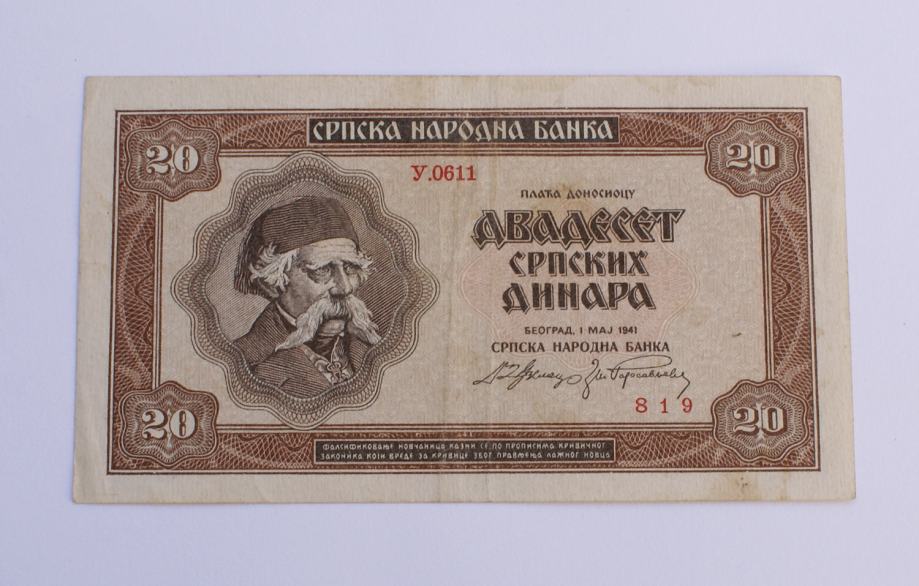 СРПСКА НАРОДНА БАНКА
20
20
У.0611
ПЛАЋА ДОНОСИОЦУ
ДВАДЕСЕТ
СРПСКИХ
ДИНАРА
БЕОГРАД, 1 МАЈ 1941
СРПСКА НАРОДНА БАНКА
819
20
20
ФАЛСИФИКОВАЊЕ НОВЧАНИЦА КАЗНИ СЕ ПО ПРОПИСИМА КРИВИЧНОГ
ЗАКОНИКА КОЈИ ВРЕДЕ ЗА КРИВИЦЕ ЗБОГ ПРАВЉЕЊА ЛАЖНОГ НОВЦА